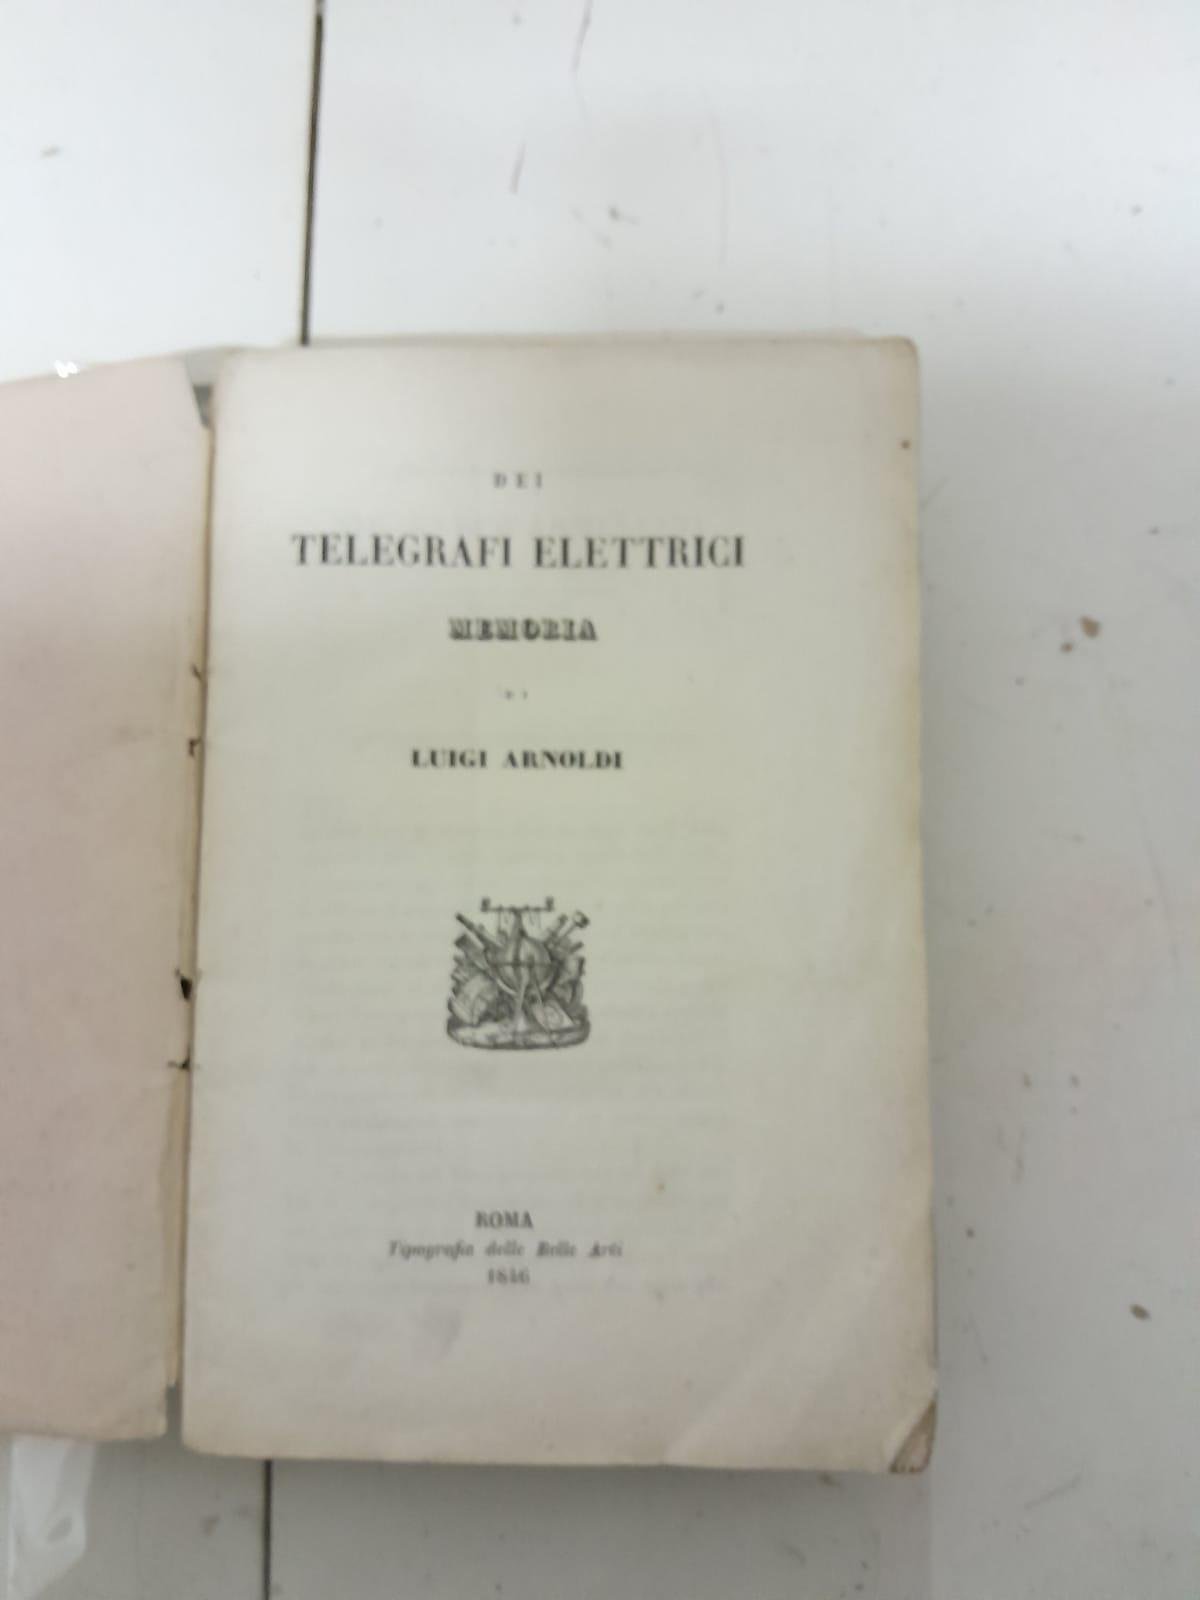 DEI
TELEGRAFI ELETTRICI
MEMORIA
DI
LUIGI ARNOLDI
ROMA
Tipografia delle Belle Arti
1846